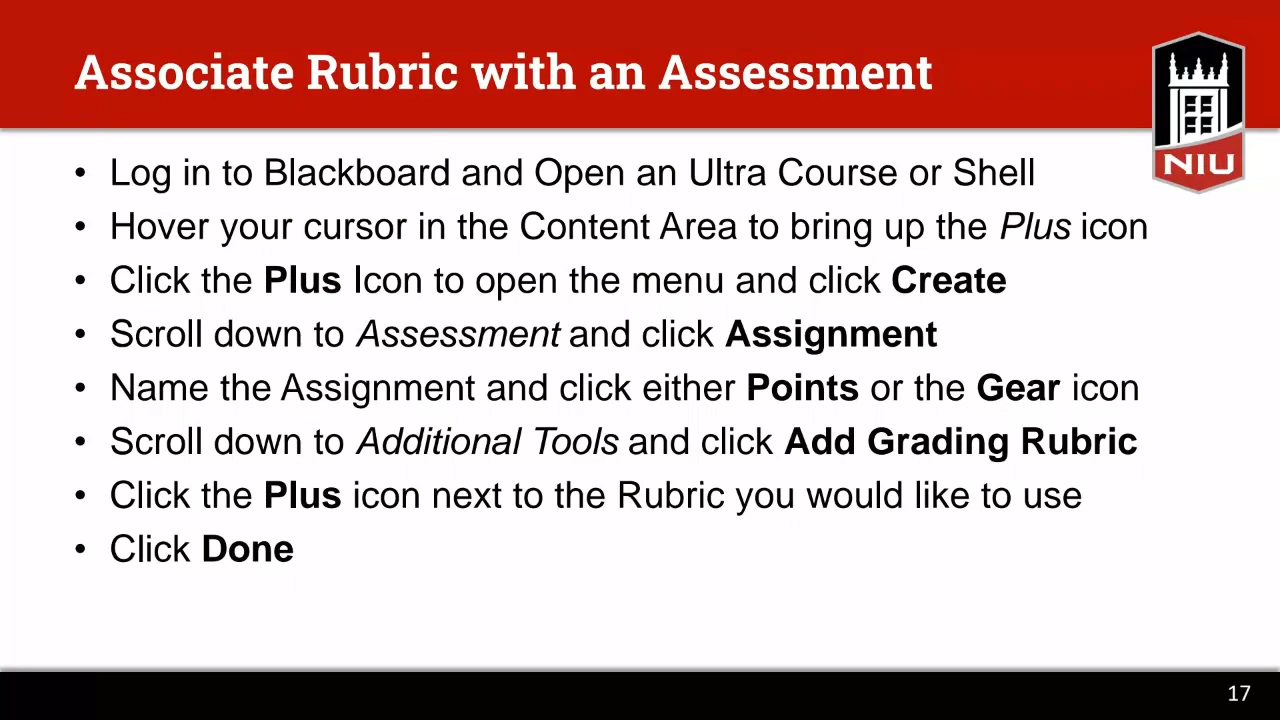 Associate Rubric with an Assessment
NIU
• Log in to Blackboard and Open an Ultra Course or Shell
• Hover your cursor in the Content Area to bring up the Plus icon
• Click the Plus Icon to open the menu and click Create
• Scroll down to Assessment and click Assignment
• Name the Assignment and click either Points or the Gear icon
• Scroll down to Additional Tools and click Add Grading Rubric
• Click the Plus icon next to the Rubric you would like to use
• Click Done
17